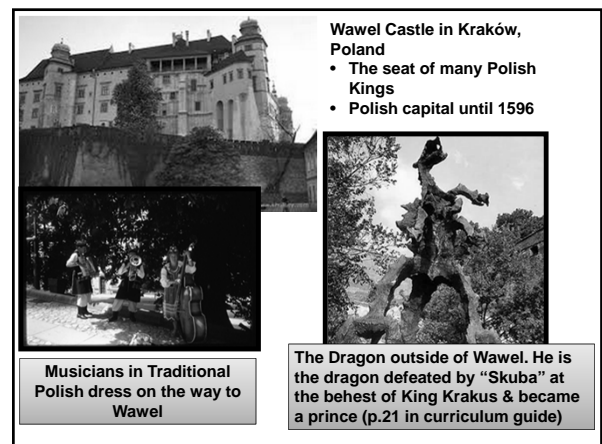 Wawel Castle in Kraków,
Poland
• The seat of many Polish
Kings
• Polish capital until 1596
Musicians in Traditional
Polish dress on the way to
Wawel
The Dragon outside of Wawel. He is
the dragon defeated by “Skuba” at
the behest of King Krakus & became
a prince (p.21 in curriculum guide)